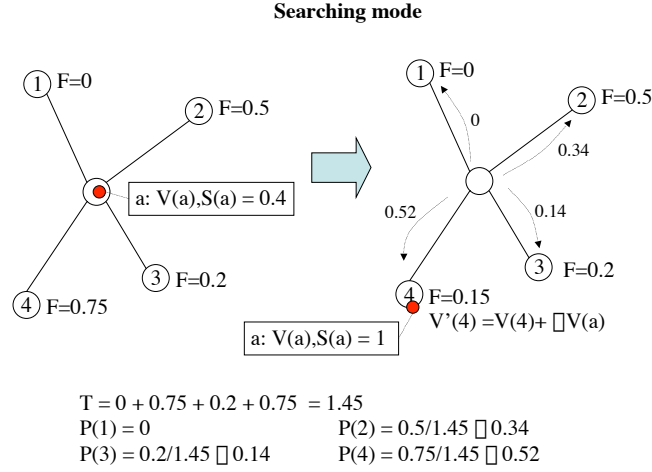 Searching mode
1 F=0
2 F=0.5
a: V(a),S(a) = 0.4
3 F=0.2
4 F=0.75
1 F=0
2 F=0.5
0
0.34
0.52
0.14
3 F=0.2
4 F=0.15
V’(4) =V(4)+ □V(a)
a: V(a),S(a) = 1
T = 0 + 0.75 + 0.2 + 0.75 = 1.45
P(1) = 0 P(2) = 0.5/1.45 □ 0.34
P(3) = 0.2/1.45 □ 0.14 P(4) = 0.75/1.45 □ 0.52